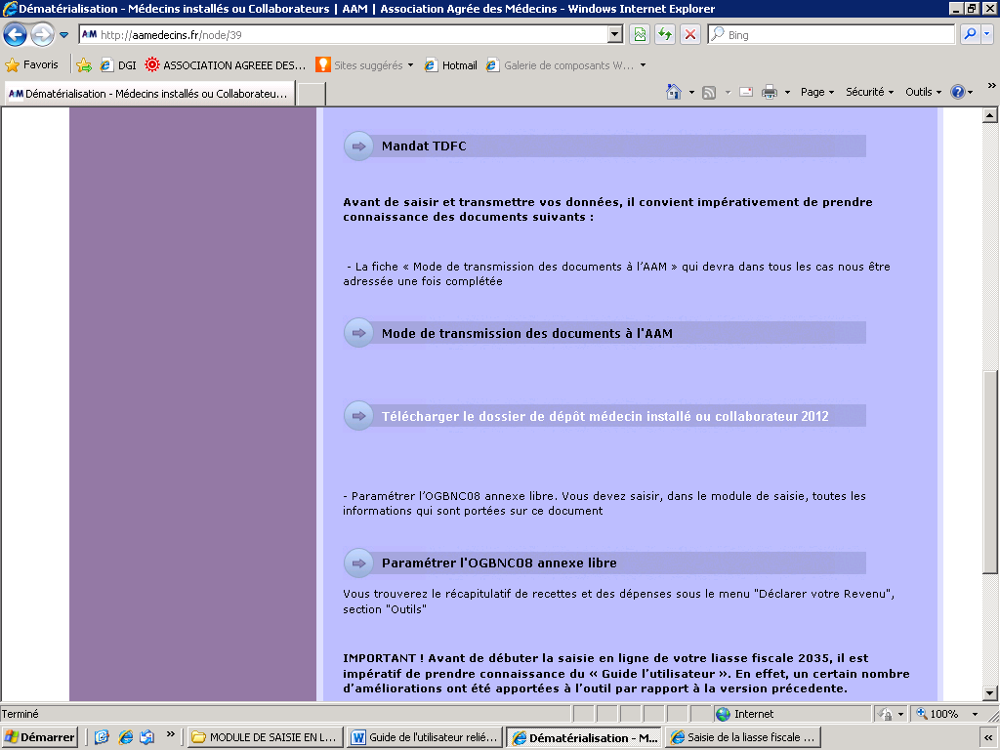 Dématérialisation - Médecins installés ou Collaborateurs | AAM | Association Agrée des Médecins - Windows Internet Explorer
AAM http://aamedecins.fr/node/39
Bing
Favoris DGI ASSOCIATION AGREEE DES... Sites suggérés Hotmail Galerie de composants W...
AAM Dématérialisation - Médecins installés ou Collaborateu...
Page Sécurité Outils »
Mandat TDFC
Avant de saisir et transmettre vos données, il convient impérativement de prendre
connaissance des documents suivants :
- La fiche « Mode de transmission des documents à l'AAM » qui devra dans tous les cas nous être
adressée une fois complétée
Mode de transmission des documents à l'AAM
Télécharger le dossier de dépôt médecin installé ou collaborateur 2012
- Paramétrer l'OGBNC08 annexe libre. Vous devez saisir, dans le module de saisie, toutes les
informations qui sont portées sur ce document
Paramétrer l'OGBNC08 annexe libre
Vous trouverez le récapitulatif de recettes et des dépenses sous le menu "Déclarer votre Revenu",
section "Outils"
IMPORTANT ! Avant de débuter la saisie en ligne de votre liasse fiscale 2035, il est
impératif de prendre connaissance du « Guide l'utilisateur ». En effet, un certain nombre
d'améliorations ont été apportées à l'outil par rapport à la version précedente.
Terminé Internet 100%
Démarrer » MODULE DE SAISIE EN L... Guide de l'utilisateur relié... Dématérialisation - M... Saisie de la liasse fiscale ... «